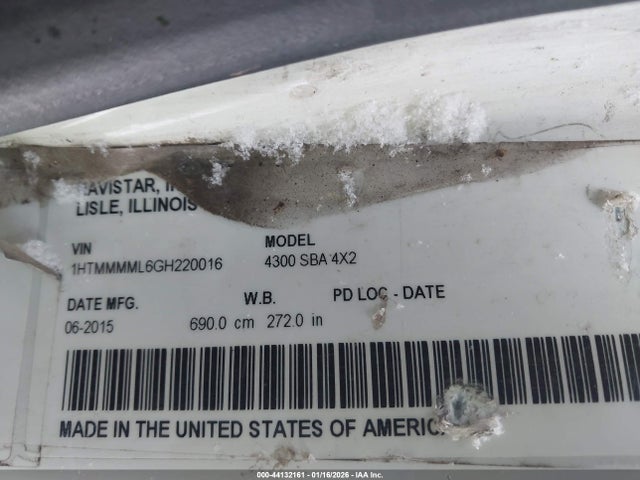 LISLE, ILLINOIS
VIN MODEL
1HTMMMML6GH220016 4300 SBA 4X2
DATE MFG. W.B. PD LOC - DATE
06-2015 690.0 cm 272.0 in
MADE IN THE UNITED STATES OF AMERICA
000-44132161 - 01/16/2026 - IAA Inc.